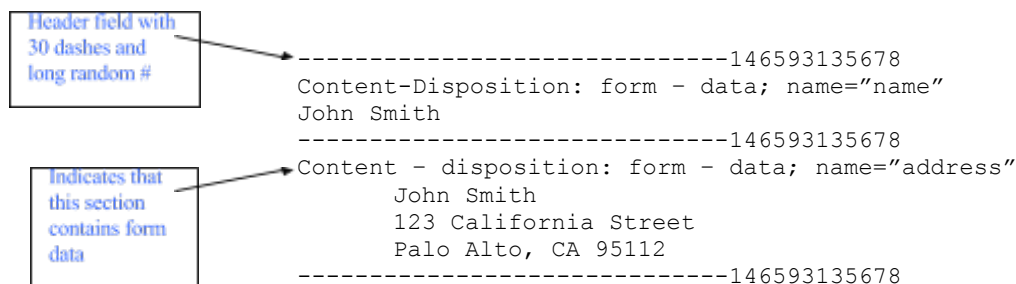 Header field with
30 dashes and
long random #
------------------------------146593135678
Content-Disposition: form – data; name=”name”
John Smith
------------------------------146593135678
Indicates that
this section
contains form
data
Content – disposition: form – data; name=”address”
John Smith
123 California Street
Palo Alto, CA 95112
------------------------------146593135678